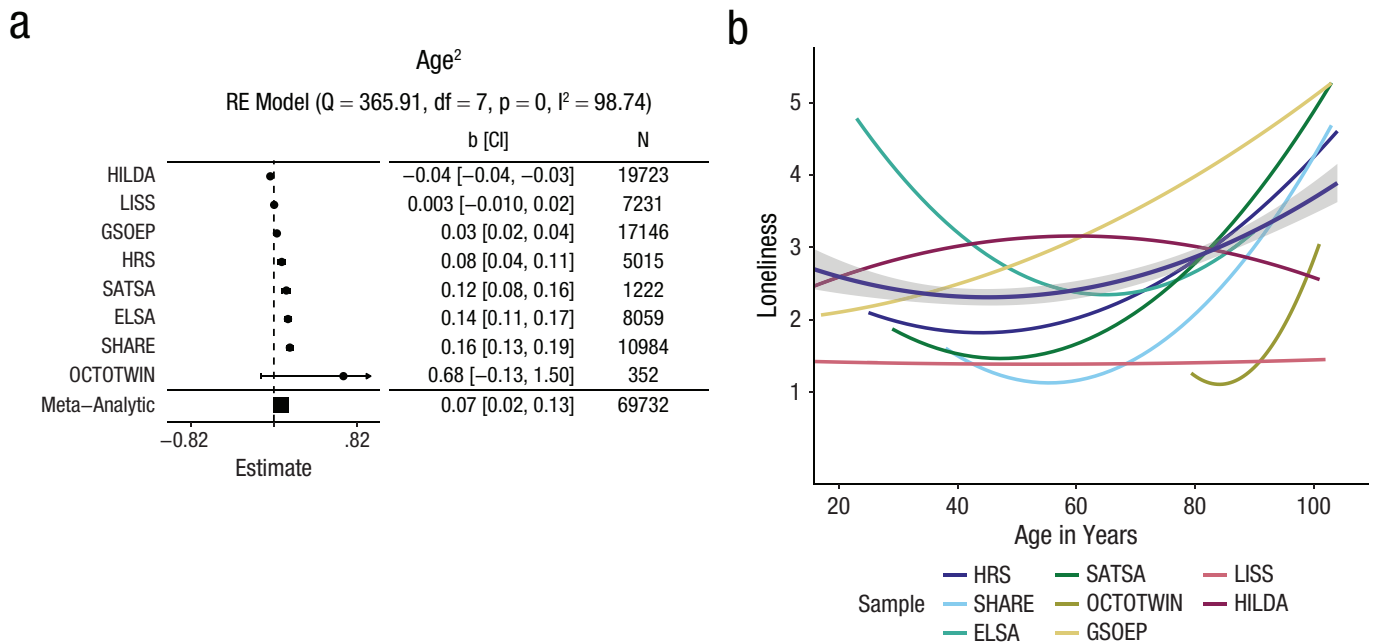 a
Age²
RE Model (Q = 365.91, df = 7, p = 0, I² = 98.74)
b [CI] N
HILDA −0.04 [−0.04, −0.03] 19723
LISS 0.003 [−0.010, 0.02] 7231
GSOEP 0.03 [0.02, 0.04] 17146
HRS 0.08 [0.04, 0.11] 5015
SATSA 0.12 [0.08, 0.16] 1222
ELSA 0.14 [0.11, 0.17] 8059
SHARE 0.16 [0.13, 0.19] 10984
OCTOTWIN 0.68 [−0.13, 1.50] 352
Meta−Analytic 0.07 [0.02, 0.13] 69732
−0.82 .82
Estimate
b
Loneliness
5
4
3
2
1
20 40 60 80 100
Age in Years
Sample
HRS SATSA LISS
SHARE OCTOTWIN HILDA
ELSA GSOEP